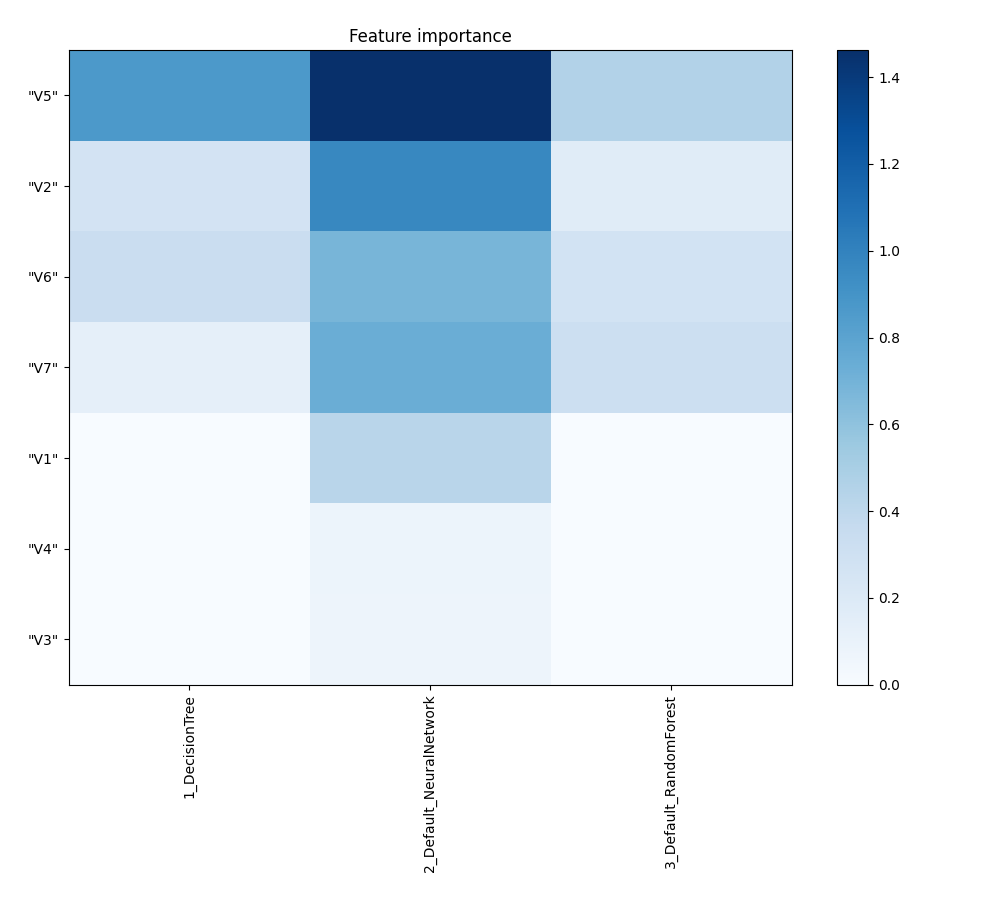 Feature importance
"V5"
"V2"
"V6"
"V7"
"V1"
"V4"
"V3"
1_DecisionTree
2_Default_NeuralNetwork
3_Default_RandomForest
1.4
1.2
1.0
0.8
0.6
0.4
0.2
0.0